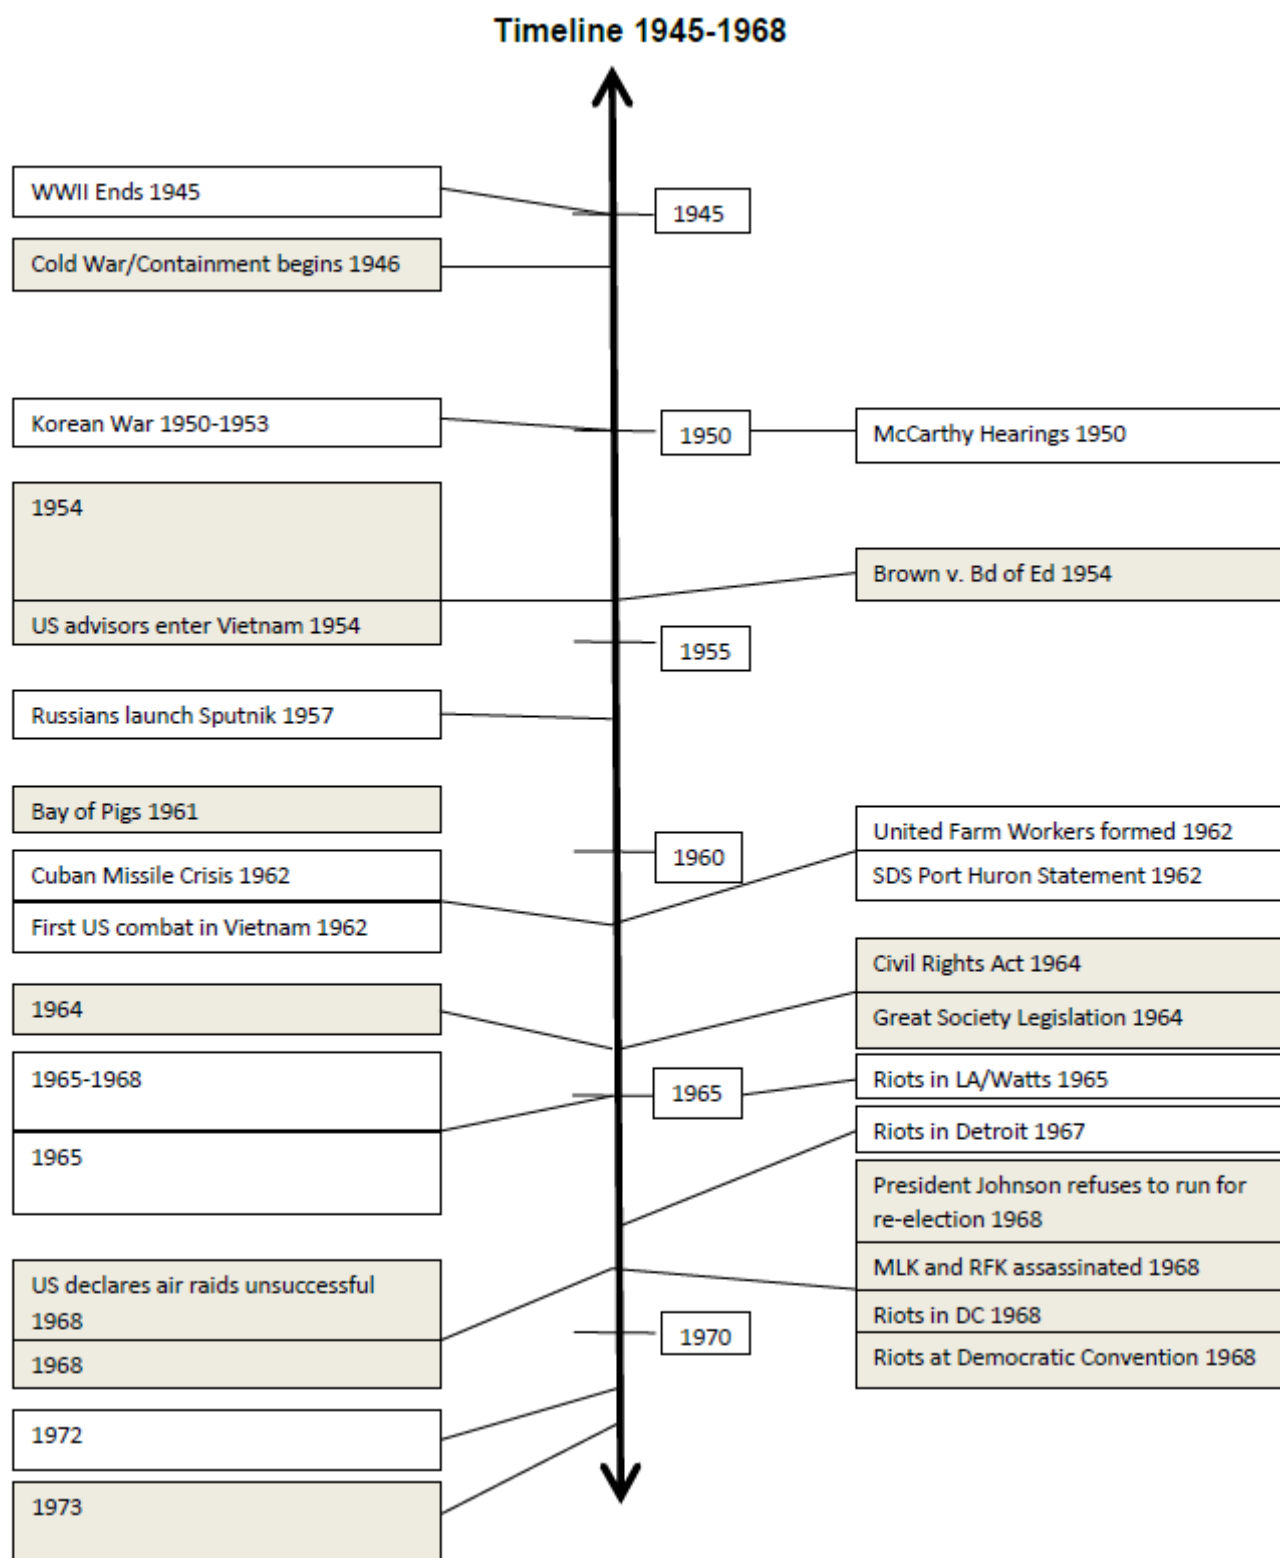 Timeline 1945-1968
WWII Ends 1945
1945
Cold War/Containment begins 1946
Korean War 1950-1953
1950
McCarthy Hearings 1950
1954
Brown v. Bd of Ed 1954
US advisors enter Vietnam 1954
1955
Russians launch Sputnik 1957
Bay of Pigs 1961
United Farm Workers formed 1962
1960
Cuban Missile Crisis 1962
SDS Port Huron Statement 1962
First US combat in Vietnam 1962
Civil Rights Act 1964
1964
Great Society Legislation 1964
1965-1968
1965
Riots in LA/Watts 1965
Riots in Detroit 1967
1965
President Johnson refuses to run for
re-election 1968
MLK and RFK assassinated 1968
US declares air raids unsuccessful
1968
Riots in DC 1968
1970
1968
Riots at Democratic Convention 1968
1972
1973